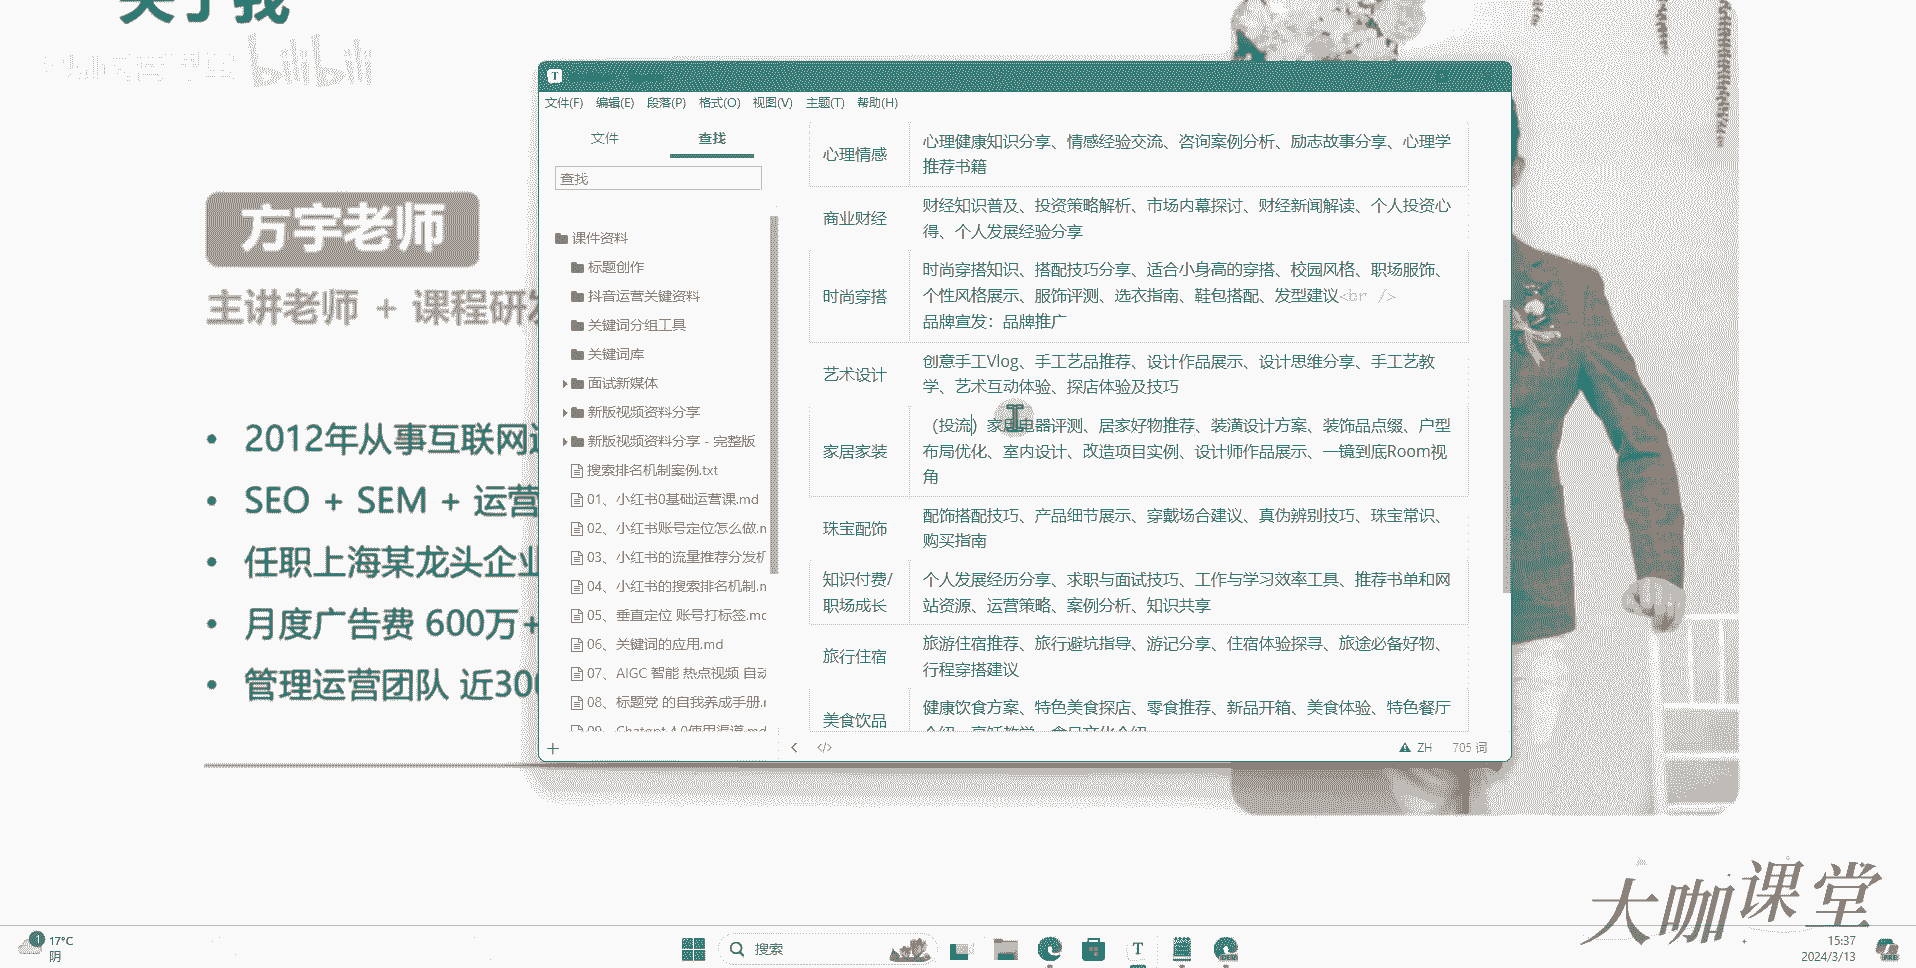 关于我
bilibili
方宇老师
主讲老师 + 课程研发
2012年从事互联网运
SEO + SEM + 运营
任职上海某龙头企业
月度广告费 600万+
管理运营团队 近300
T
文件(F) 编辑(E) 段落(P) 格式(O) 视图(V) 主题(T) 帮助(H)
文件 查找
查找
课件资料
标题创作
抖音运营关键资料
关键词分组工具
关键词库
面试新媒体
新版视频资料分享
新版视频资料分享 - 完整版
搜索排名机制案例.txt
01、小红书0基础运营课.md
02、小红书账号定位怎么做.m
03、小红书的流量推荐分发机
04、小红书的搜索排名机制.m
05、垂直定位 账号打标签.md
06、关键词的应用.md
07、AIGC 智能 热点视频 自动
08、标题党 的自我养成手册.m
09、Chatgpt 4.0使用渠道.md
心理情感
心理健康知识分享、情感经验交流、咨询案例分析、励志故事分享、心理学
推荐书籍
商业财经
财经知识普及、投资策略解析、市场内幕探讨、财经新闻解读、个人投资心
得、个人发展经验分享
时尚穿搭
时尚穿搭知识、搭配技巧分享、适合小身高的穿搭、校园风格、职场服饰、
个性风格展示、服饰评测、选衣指南、鞋包搭配、发型建议<br />
品牌宣发：品牌推广
艺术设计
创意手工Vlog、手工艺品推荐、设计作品展示、设计思维分享、手工艺教
学、艺术互动体验、探店体验及技巧
家居家装
（投流）家用电器评测、居家好物推荐、装潢设计方案、装饰品点缀、户型
布局优化、室内设计、改造项目实例、设计师作品展示、一镜到底Room视
角
珠宝配饰
配饰搭配技巧、产品细节展示、穿戴场合建议、真伪辨别技巧、珠宝常识、
购买指南
知识付费/
职场成长
个人发展经历分享、求职与面试技巧、工作与学习效率工具、推荐书单和网
站资源、运营策略、案例分析、知识共享
旅行住宿
旅游住宿推荐、旅行避坑指导、游记分享、住宿体验探寻、旅途必备好物、
行程穿搭建议
美食饮品
健康饮食方案、特色美食探店、零食推荐、新品开箱、美食体验、特色餐厅
介绍、烹饪教学、食品文化介绍
ZH 705 词
大咖课堂
1
17°C
阴
搜索
T
15:37
2024/3/13